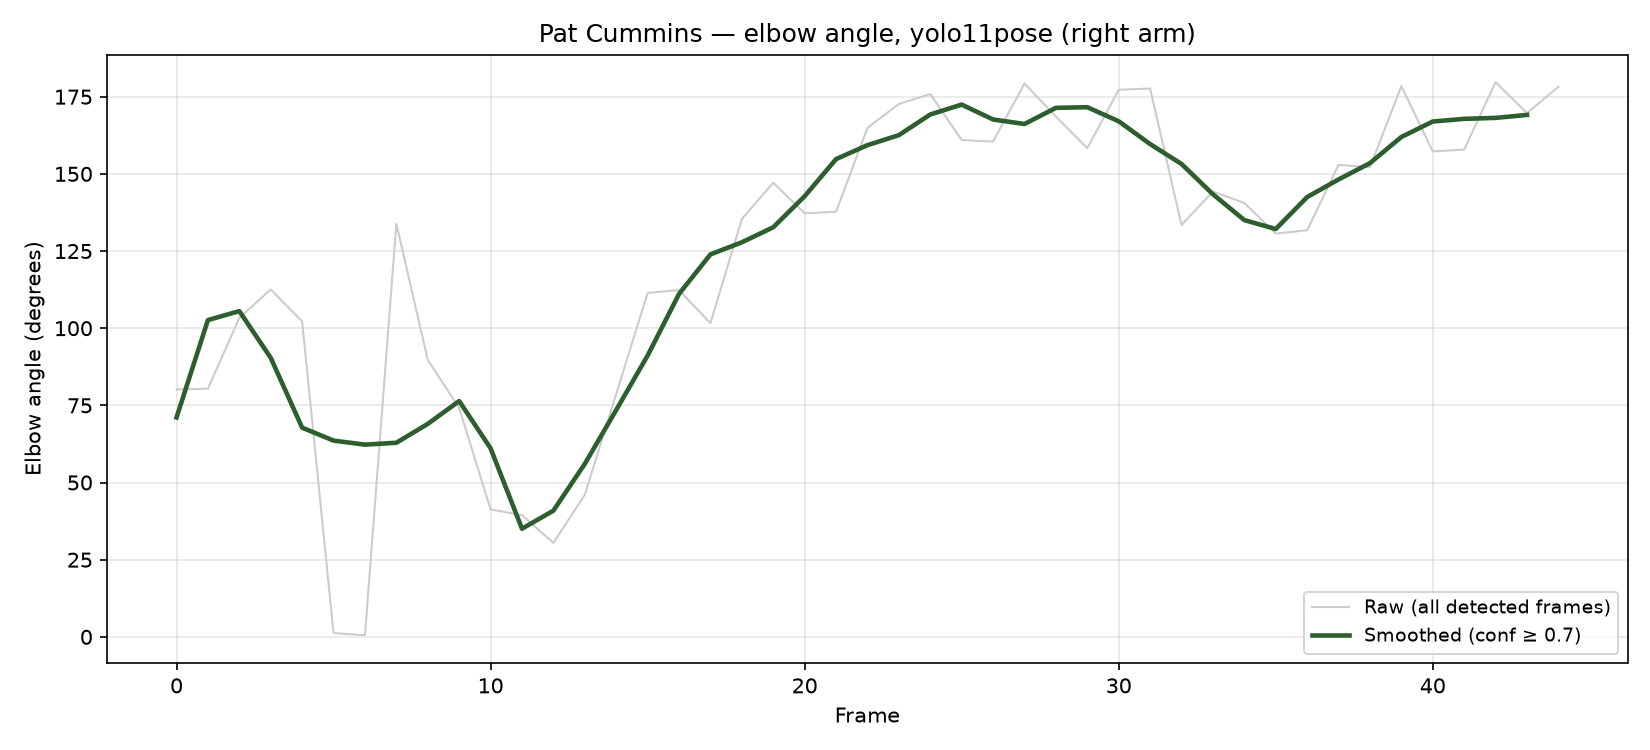 Pat Cummins — elbow angle, yolo11pose (right arm)
Elbow angle (degrees)
175
150
125
100
75
50
25
0
0
10
20
30
40
Frame
Raw (all detected frames)
Smoothed (conf ≥ 0.7)